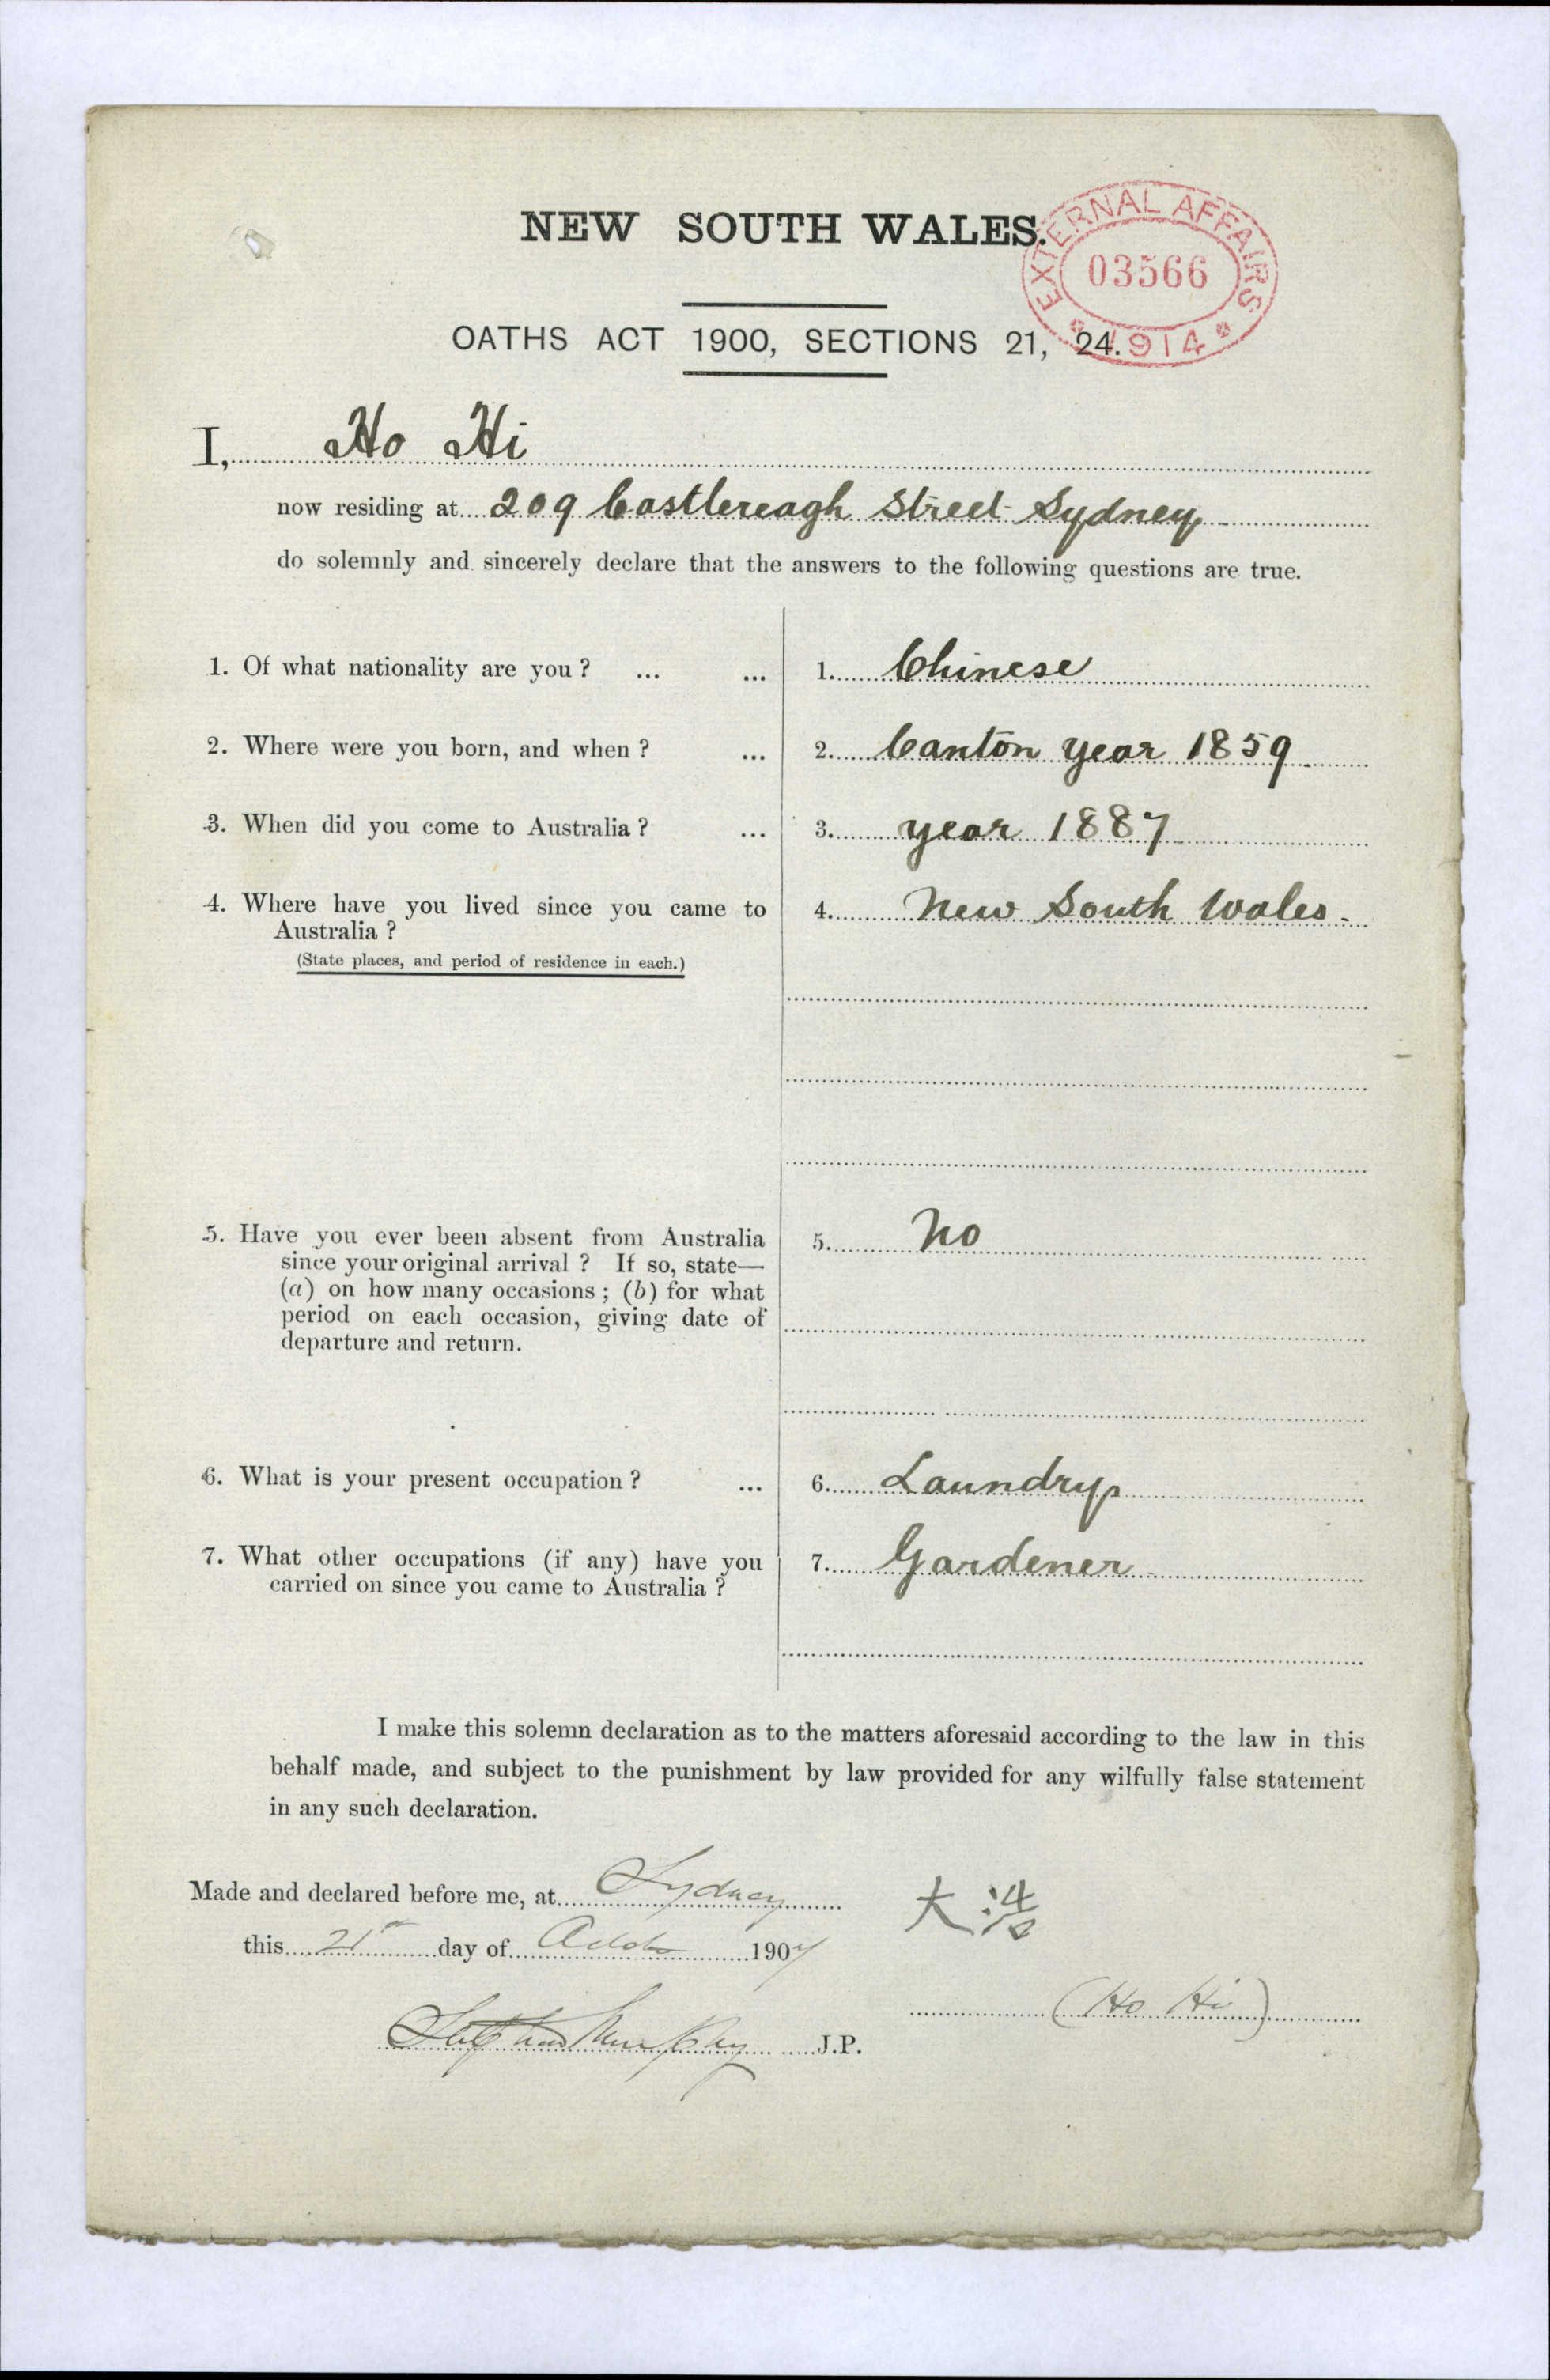 NEW SOUTH WALES.
EXTERNAL AFFAIRS
03566
* 1914 *
OATHS ACT 1900, SECTIONS 21, 24.
I, Ho Hi
now residing at 209 Castlereagh Street Sydney
do solemnly and sincerely declare that the answers to the following questions are true.
1. Of what nationality are you? ... ... 1. Chinese
2. Where were you born, and when? ... 2. Canton year 1859
3. When did you come to Australia? ... 3. year 1887
4. Where have you lived since you came to 4. New South Wales.
Australia?
(State places, and period of residence in each.)
5. Have you ever been absent from Australia 5. No
since your original arrival? If so, state—
(a) on how many occasions; (b) for what
period on each occasion, giving date of
departure and return.
6. What is your present occupation? ... 6. Laundry
7. What other occupations (if any) have you 7. Gardener
carried on since you came to Australia?
I make this solemn declaration as to the matters aforesaid according to the law in this
behalf made, and subject to the punishment by law provided for any wilfully false statement
in any such declaration.
Made and declared before me, at Sydney
大浩
this 21st day of 190
(Ho Hi)
Murphy J.P.